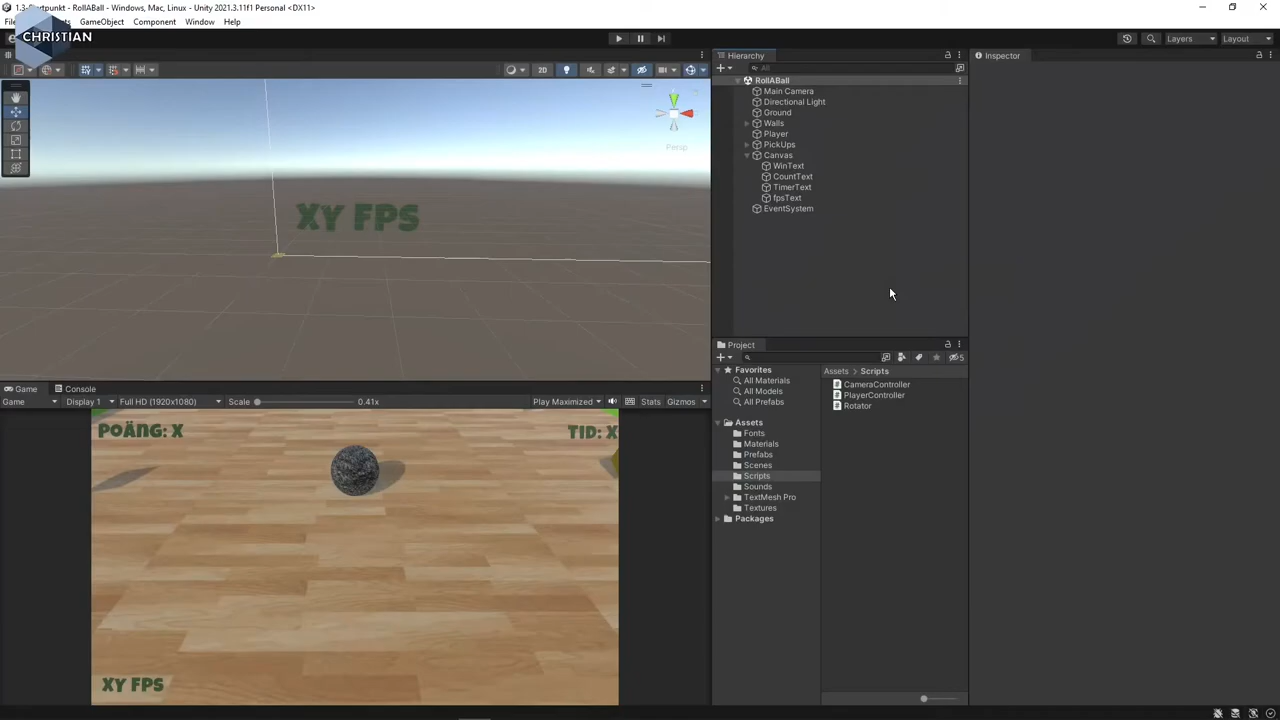 1.3 Startpunkt - RollABall - Windows, Mac, Linux - Unity 2021.3.11f1 Personal <DX11>
GameObject Component Window Help
CHRISTIAN
Layers Layout
Hierarchy
Inspector
2D
All
RollABall
Main Camera
Directional Light
Ground
Walls
Player
PickUps
Canvas
WinText
CountText
TimerText
fpsText
EventSystem
Persp
XY FPS
Project
5
Favorites
All Materials
All Models
All Prefabs
Assets
Fonts
Materials
Prefabs
Scenes
Scripts
Sounds
TextMesh Pro
Textures
Packages
Assets > Scripts
CameraController
PlayerController
Rotator
Game Console
Game Display 1 Full HD (1920x1080) Scale 0.41x Play Maximized Stats Gizmos
POÄNG: X
TID: X
XY FPS